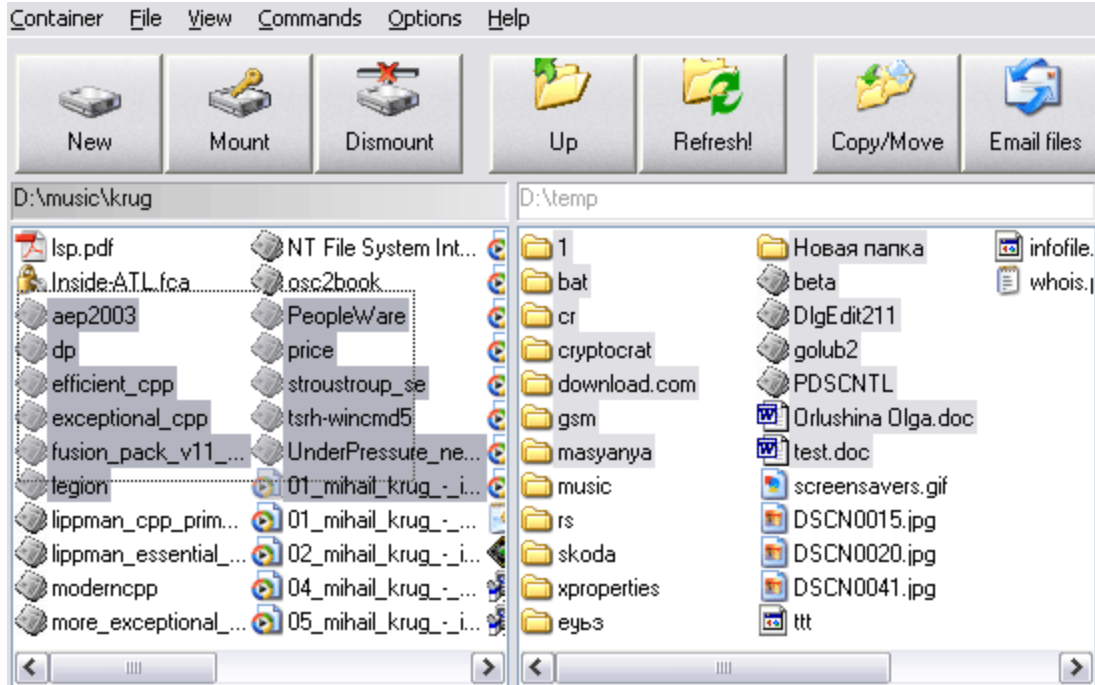 Container File View Commands Options Help
New Mount Dismount Up Refresh! Copy/Move Email files
D:\music\krug
lsp.pdf
Inside-ATL.fca
aep2003
dp
efficient_cpp
exceptional_cpp
fusion_pack_v11_...
legion
lippman_cpp_prim...
lippman_essential_...
moderncpp
more_exceptional_...
NT File System Int...
osc2book
PeopleWare
price
stroustroup_se
tsrh-wincmd5
UnderPressure_ne...
01_mihail_krug_-_i...
01_mihail_krug_-_...
02_mihail_krug_-_i...
04_mihail_krug_-_...
05_mihail_krug_-_i...
D:\temp
1
bat
cr
cryptocrat
download.com
gsm
masyanya
music
rs
skoda
xproperties
еуьз
Новая папка
beta
DlgEdit211
golub2
PDSCNTL
Orlushina Olga.doc
test.doc
screensavers.gif
DSCN0015.jpg
DSCN0020.jpg
DSCN0041.jpg
ttt
infofile.
whois.